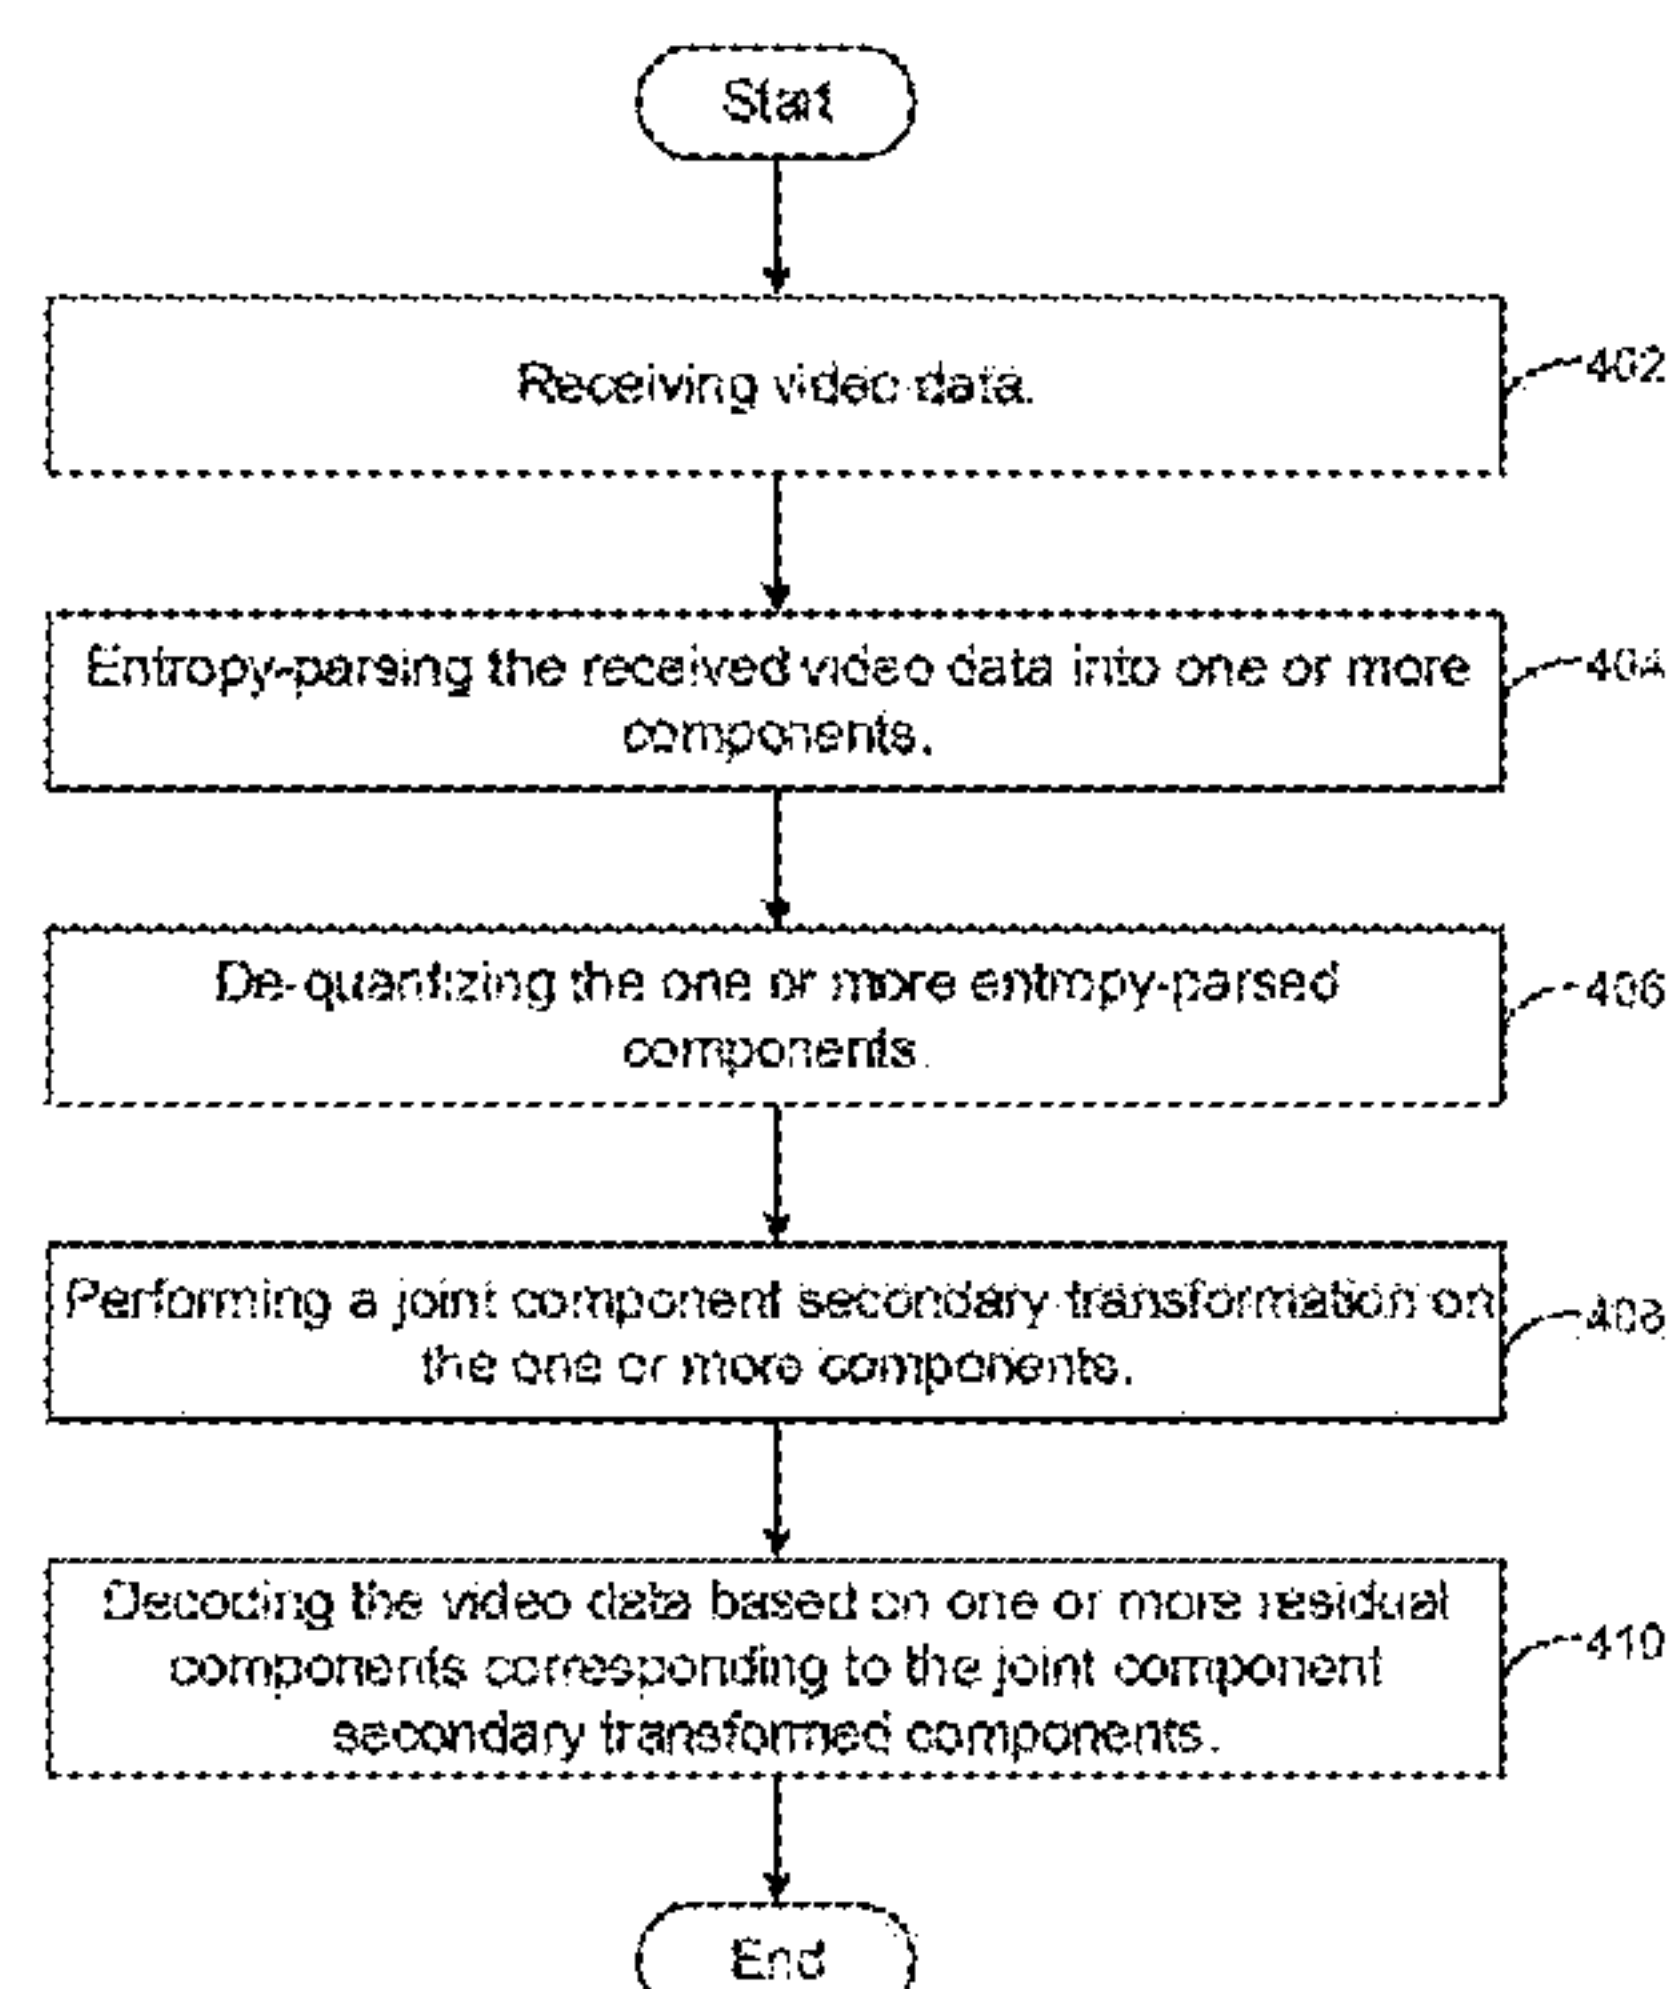 Start
Receiving video data.
402
Entropy-parsing the received video data into one or more
components.
404
De-quantizing the one or more entropy-parsed
components.
406
Performing a joint component secondary transformation on
the one or more components.
408
Decoding the video data based on one or more residual
components corresponding to the joint component
secondary transformed components.
410
End